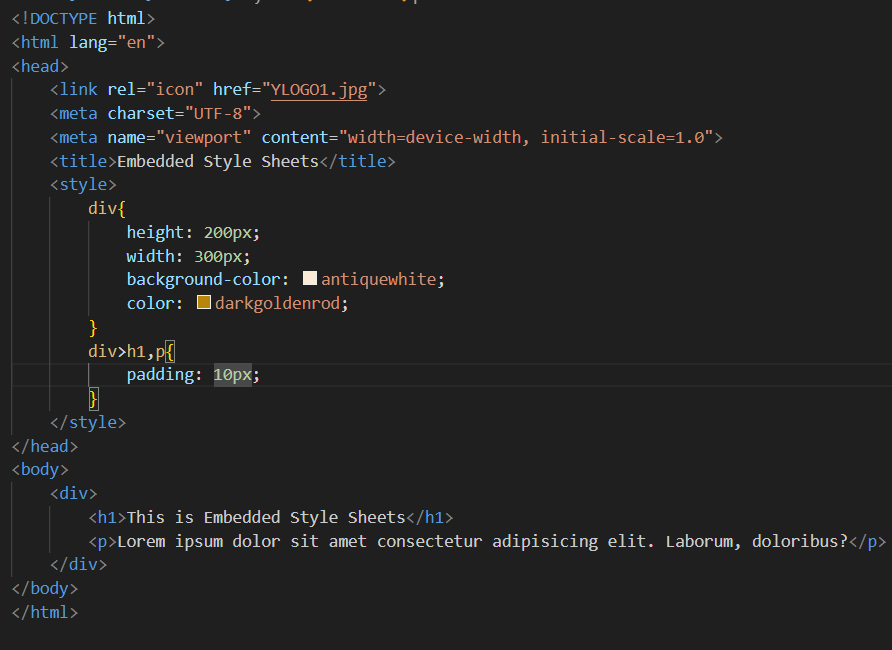 <!DOCTYPE html>
<html lang="en">
<head>
    <link rel="icon" href="YLOGO1.jpg">
    <meta charset="UTF-8">
    <meta name="viewport" content="width=device-width, initial-scale=1.0">
    <title>Embedded Style Sheets</title>
    <style>
        div{
            height: 200px;
            width: 300px;
            background-color: antiquewhite;
            color: darkgoldenrod;
        }
        div>h1,p{
            padding: 10px;
        }
    </style>
</head>
<body>
    <div>
        <h1>This is Embedded Style Sheets</h1>
        <p>Lorem ipsum dolor sit amet consectetur adipisicing elit. Laborum, doloribus?</p>
    </div>
</body>
</html>